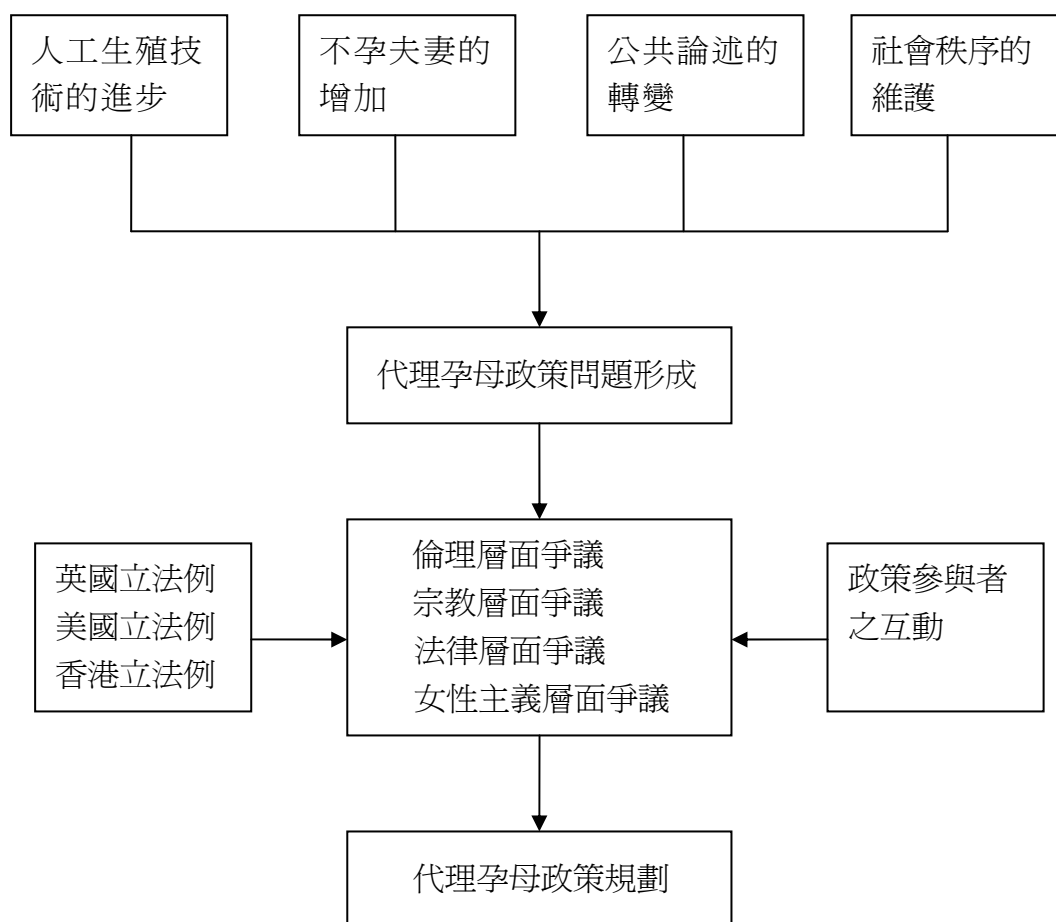 人工生殖技
術的進步
不孕夫妻的
增加
公共論述的
轉變
社會秩序的
維護
代理孕母政策問題形成
英國立法例
美國立法例
香港立法例
倫理層面爭議
宗教層面爭議
法律層面爭議
女性主義層面爭議
政策參與者
之互動
代理孕母政策規劃